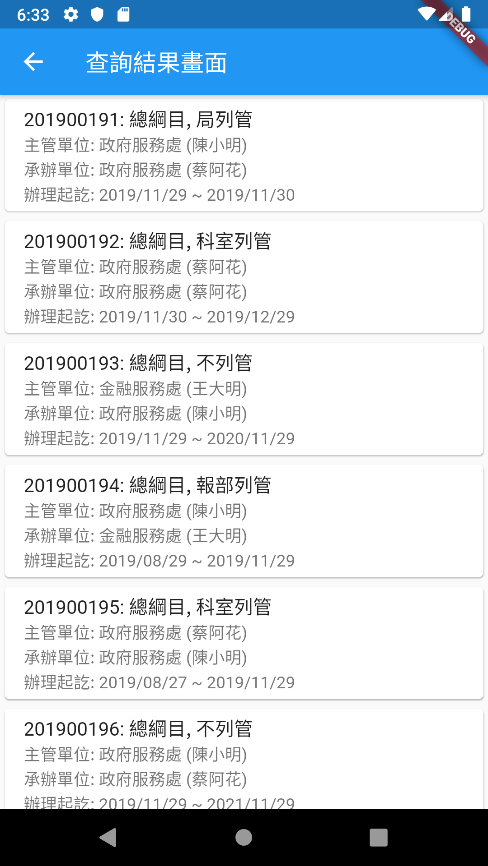 6:33
DEBUG
查詢結果畫面
201900191: 總綱目, 局列管
主管單位: 政府服務處 (陳小明)
承辦單位: 政府服務處 (蔡阿花)
辦理起訖: 2019/11/29 ~ 2019/11/30
201900192: 總綱目, 科室列管
主管單位: 政府服務處 (蔡阿花)
承辦單位: 政府服務處 (蔡阿花)
辦理起訖: 2019/11/30 ~ 2019/12/29
201900193: 總綱目, 不列管
主管單位: 金融服務處 (王大明)
承辦單位: 政府服務處 (陳小明)
辦理起訖: 2019/11/29 ~ 2020/11/29
201900194: 總綱目, 報部列管
主管單位: 政府服務處 (陳小明)
承辦單位: 金融服務處 (王大明)
辦理起訖: 2019/08/29 ~ 2019/11/29
201900195: 總綱目, 科室列管
主管單位: 政府服務處 (蔡阿花)
承辦單位: 政府服務處 (陳小明)
辦理起訖: 2019/08/27 ~ 2019/11/29
201900196: 總綱目, 不列管
主管單位: 政府服務處 (陳小明)
承辦單位: 政府服務處 (蔡阿花)
辦理起訖: 2019/11/29 ~ 2021/11/29